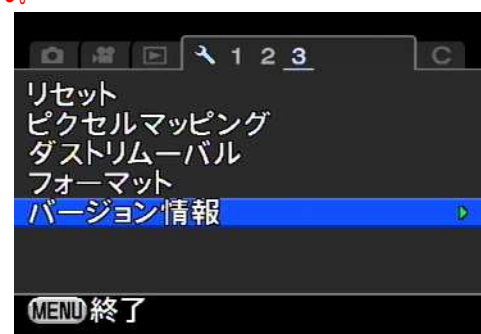 1 2 3 C
リセット
ピクセルマッピング
ダストリムーバル
フォーマット
バージョン情報
MENU 終了